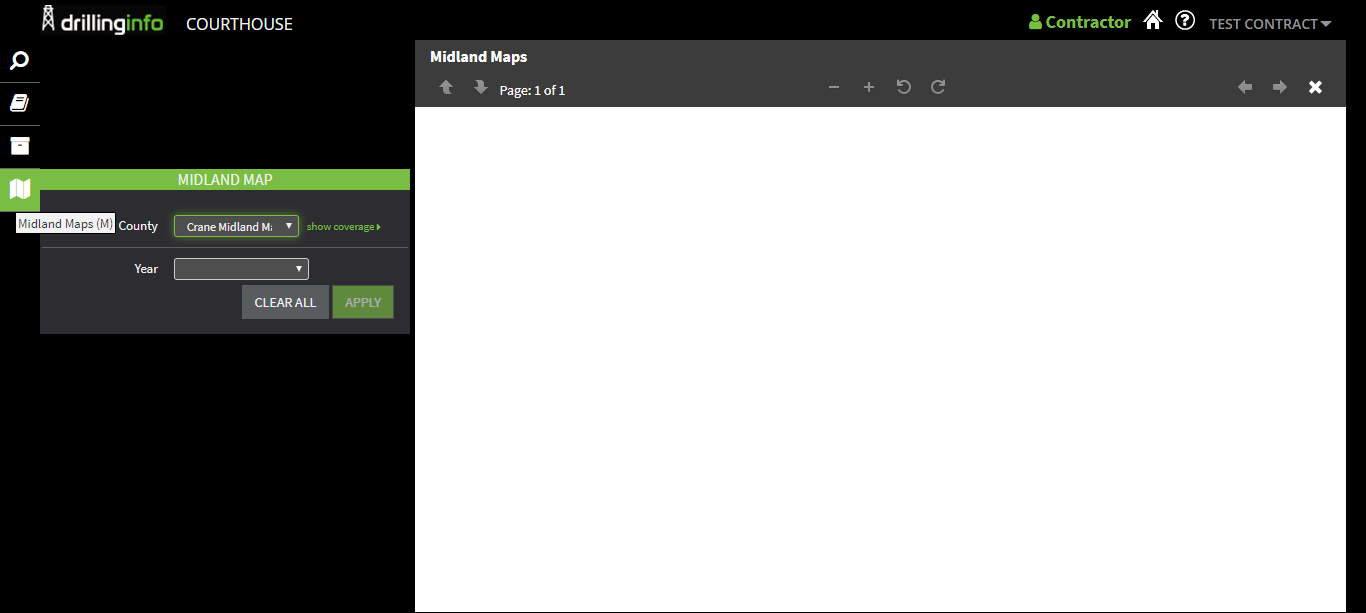 drillinginfo COURTHOUSE
Contractor
TEST CONTRACT
Midland Maps
Page: 1 of 1
MIDLAND MAP
Midland Maps (M)
County
Crane Midland Ma
show coverage
Year
CLEAR ALL
APPLY